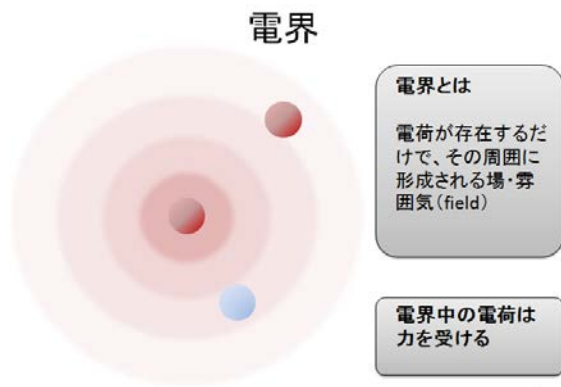 電界
電界とは
電荷が存在するだ
けで、その周囲に
形成される場・雰
囲気(field)
電界中の電荷は
力を受ける